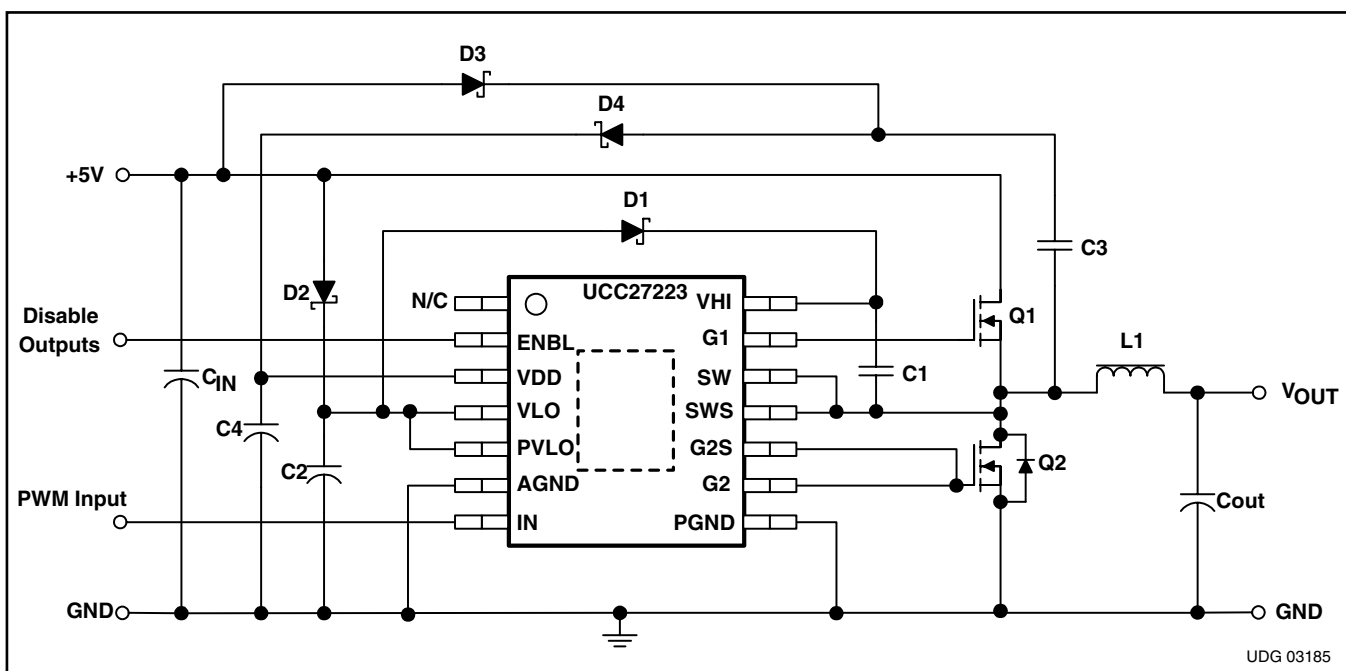 D3
D4
+5V
D1
C3
D2
N/C
UCC27223
VHI
Q1
Disable
Outputs
ENBL
G1
L1
CIN
VDD
SW
C1
VOUT
C4
VLO
SWS
C2
PVLO
G2S
Q2
PWM Input
AGND
G2
Cout
IN
PGND
GND
GND
UDG 03185